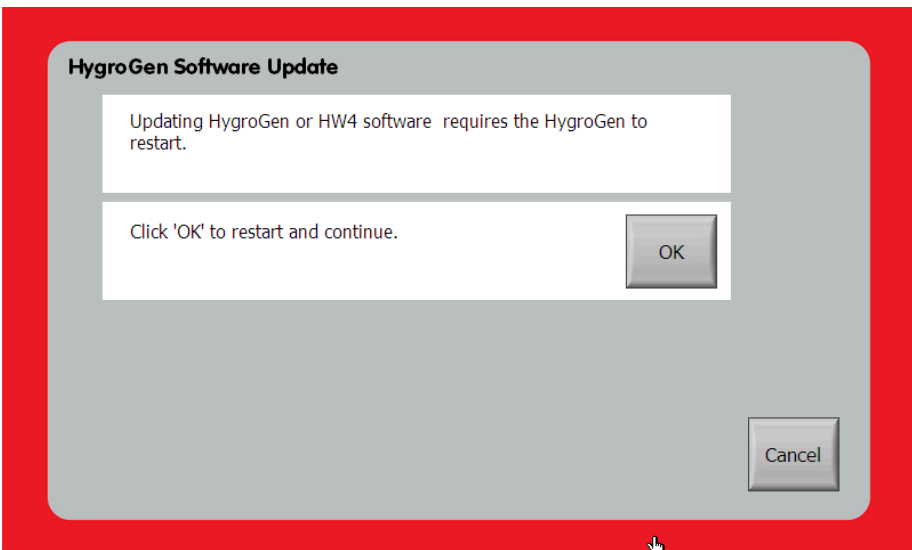 HygroGen Software Update
Updating HygroGen or HW4 software  requires the HygroGen to
restart.
Click 'OK' to restart and continue.
OK
Cancel